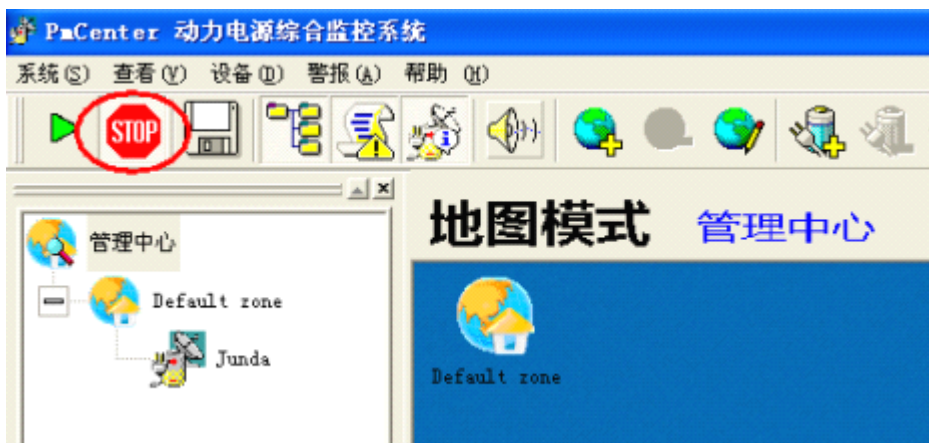 PmCenter 动力电源综合监控系统
系统(S) 查看(V) 设备(D) 警报(A) 帮助 (H)
STOP
地图模式 管理中心
管理中心
Default zone
Junda
Default zone